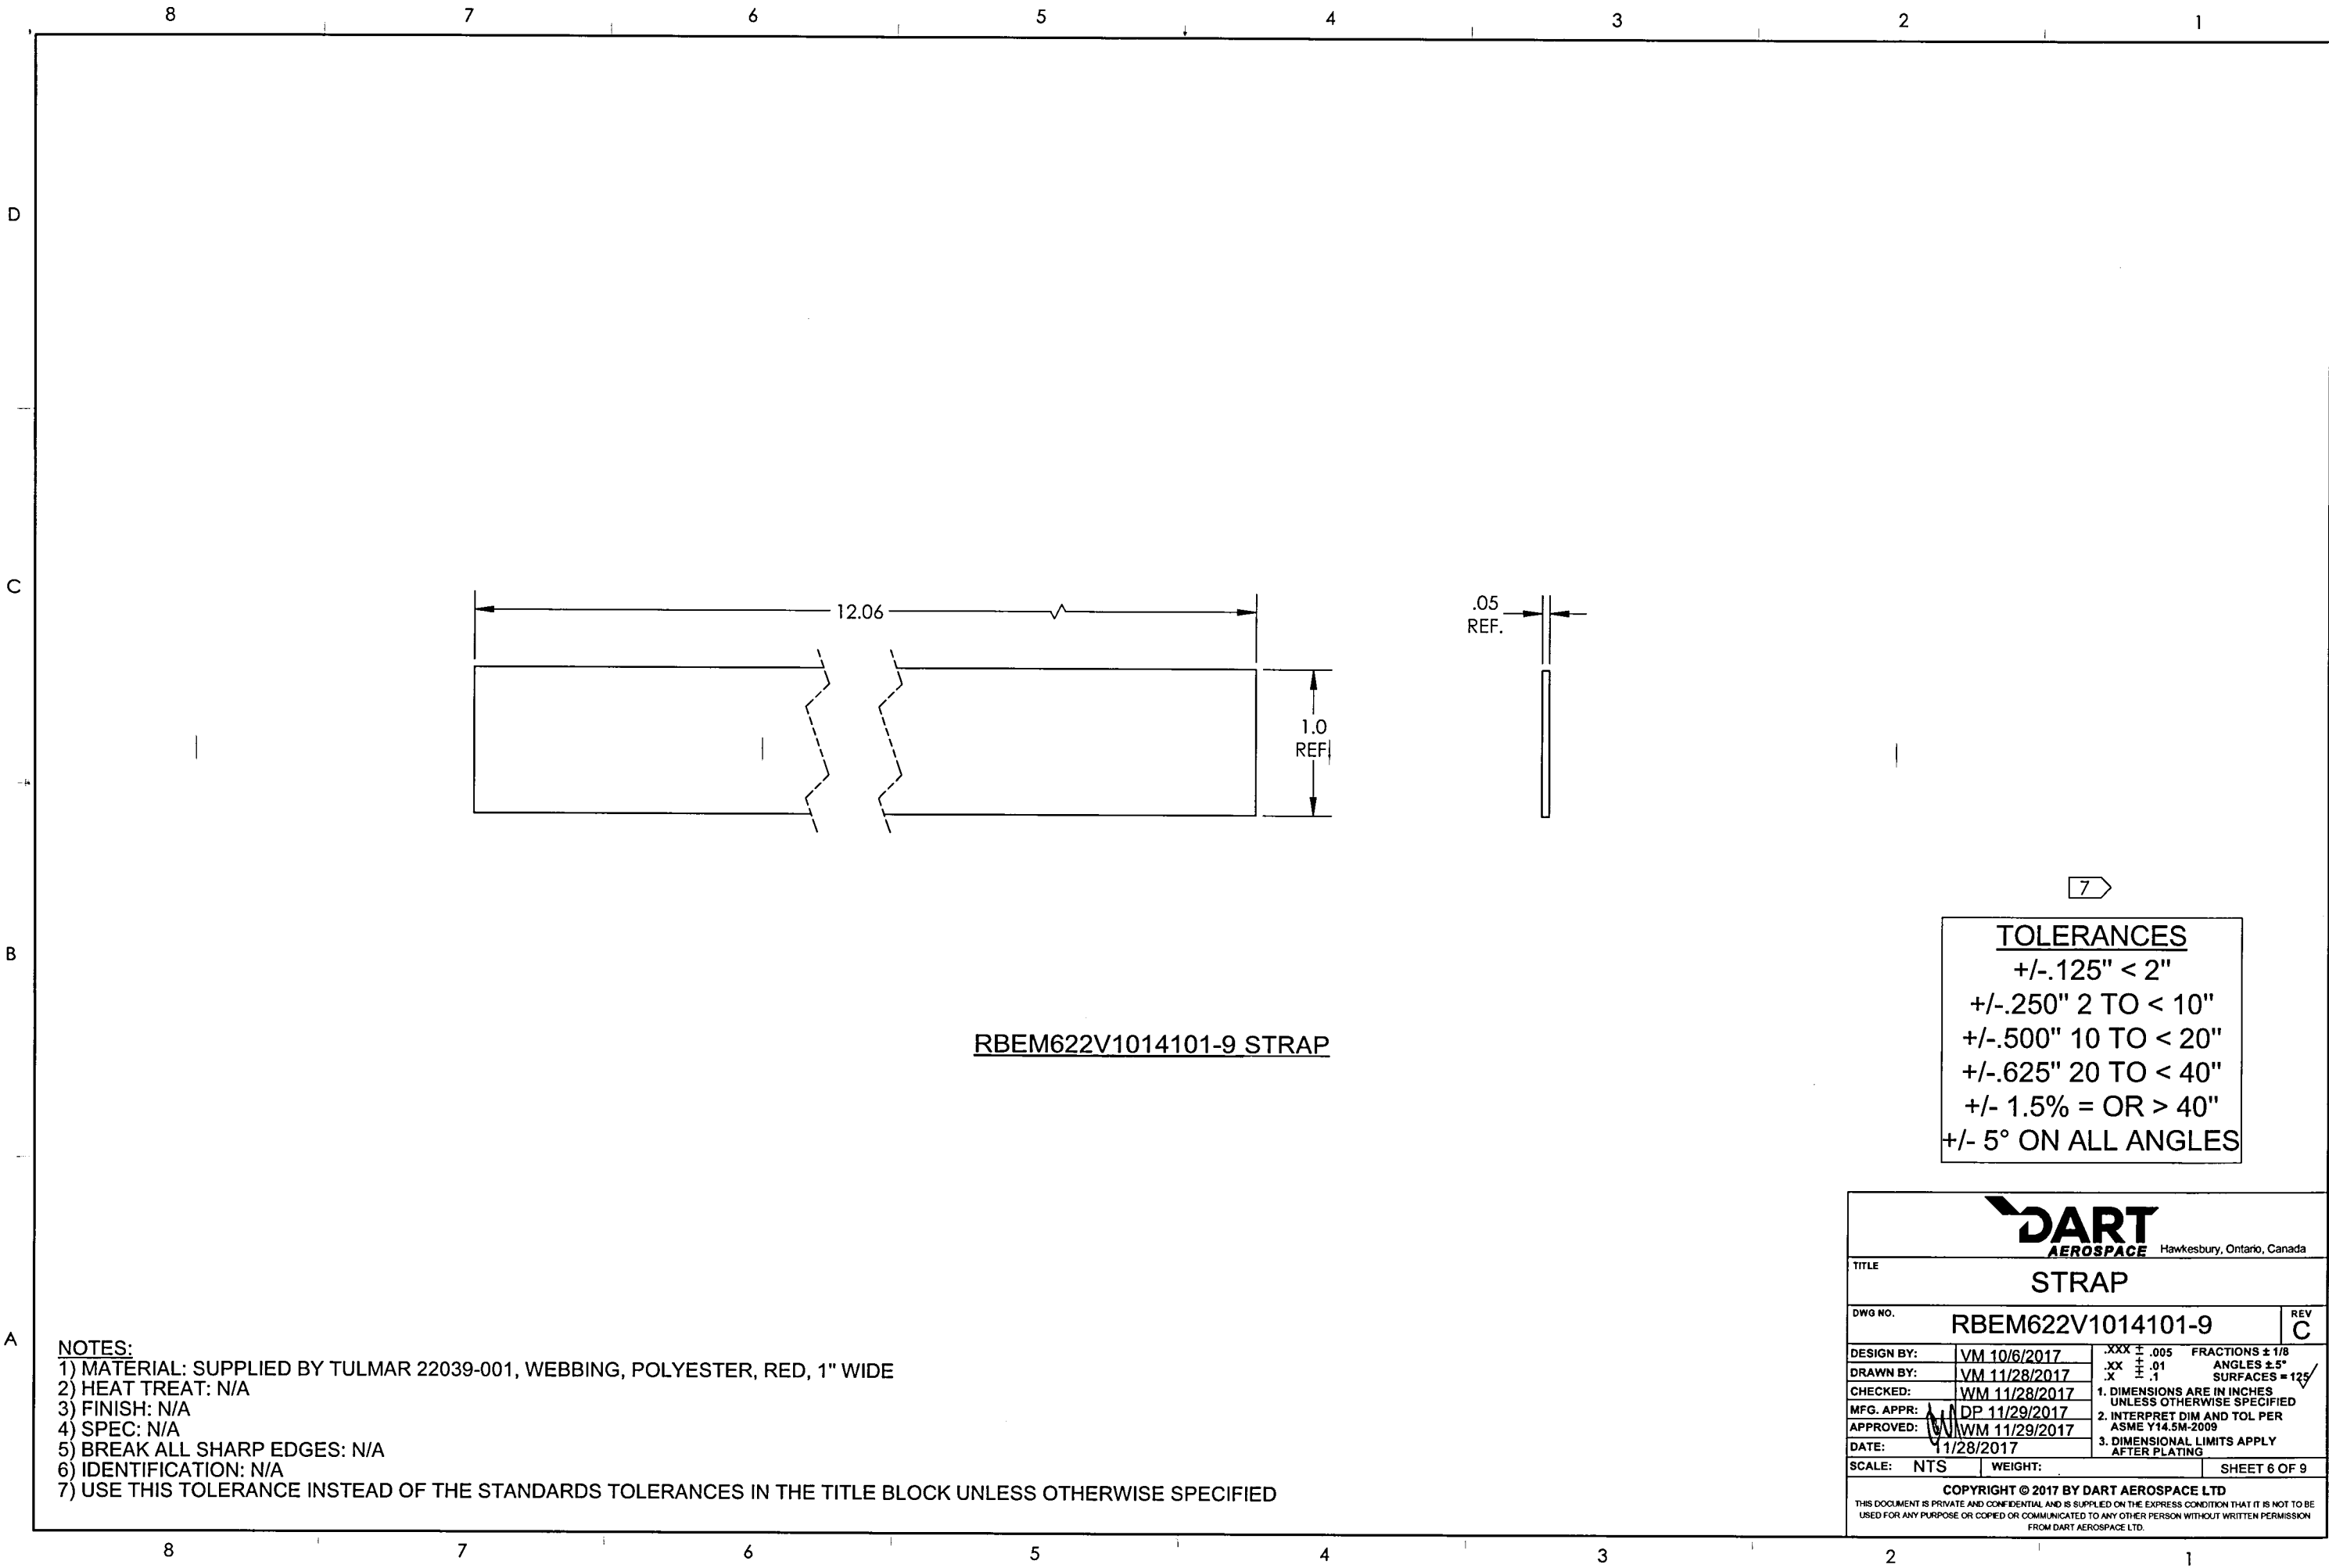 8 7 6 5 4 3 2 1
D
C
B
A
12.06
.05
REF.
1.0
REF.
7
TOLERANCES
+/-.125" < 2"
+/-.250" 2 TO < 10"
+/-.500" 10 TO < 20"
+/-.625" 20 TO < 40"
+/- 1.5% = OR > 40"
+/- 5° ON ALL ANGLES
RBEM622V1014101-9 STRAP
NOTES:
1) MATERIAL: SUPPLIED BY TULMAR 22039-001, WEBBING, POLYESTER, RED, 1" WIDE
2) HEAT TREAT: N/A
3) FINISH: N/A
4) SPEC: N/A
5) BREAK ALL SHARP EDGES: N/A
6) IDENTIFICATION: N/A
7) USE THIS TOLERANCE INSTEAD OF THE STANDARDS TOLERANCES IN THE TITLE BLOCK UNLESS OTHERWISE SPECIFIED
DART
AEROSPACE Hawkesbury, Ontario, Canada
TITLE
STRAP
DWG NO.
RBEM622V1014101-9
REV
C
DESIGN BY: VM 10/6/2017
DRAWN BY: VM 11/28/2017
CHECKED: WM 11/28/2017
MFG. APPR: DP 11/29/2017
APPROVED: WM 11/29/2017
DATE: 11/28/2017
.XXX ± .005 FRACTIONS ± 1/8
.XX ± .01 ANGLES ± 5°
.X ± .1 SURFACES = 125
1. DIMENSIONS ARE IN INCHES
UNLESS OTHERWISE SPECIFIED
2. INTERPRET DIM AND TOL PER
ASME Y14.5M-2009
3. DIMENSIONAL LIMITS APPLY
AFTER PLATING
SCALE: NTS WEIGHT: SHEET 6 OF 9
COPYRIGHT © 2017 BY DART AEROSPACE LTD
THIS DOCUMENT IS PRIVATE AND CONFIDENTIAL AND IS SUPPLIED ON THE EXPRESS CONDITION THAT IT IS NOT TO BE
USED FOR ANY PURPOSE OR COPIED OR COMMUNICATED TO ANY OTHER PERSON WITHOUT WRITTEN PERMISSION
FROM DART AEROSPACE LTD.
8 7 6 5 4 3 2 1